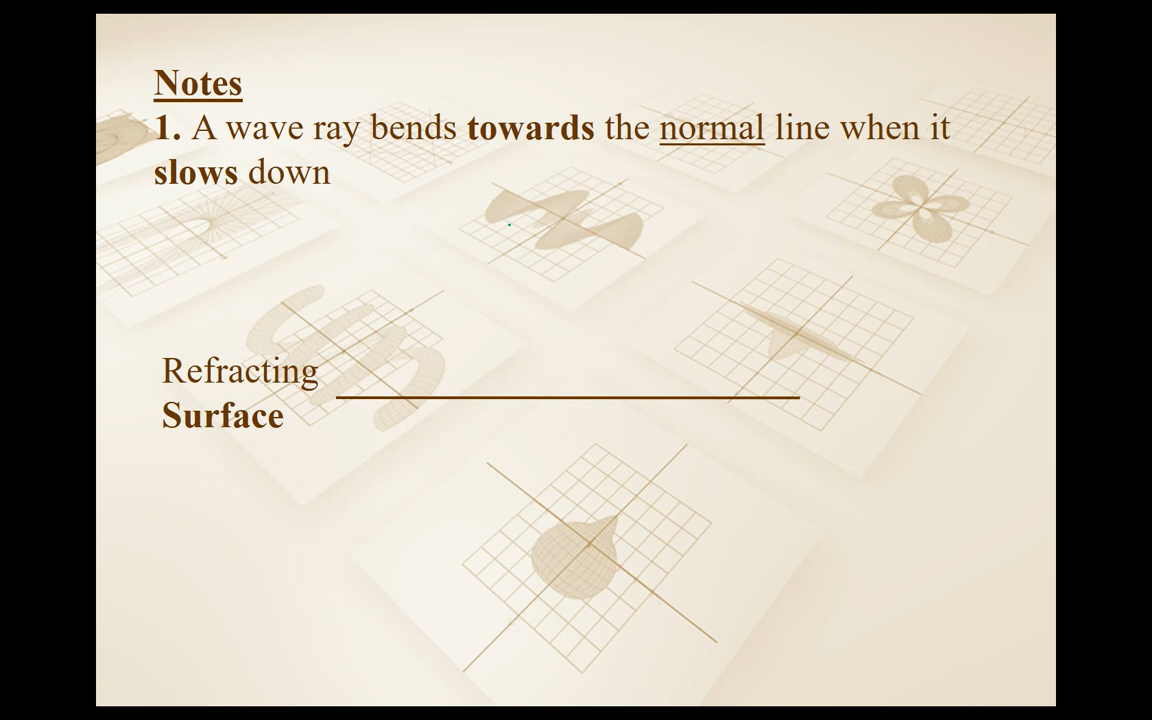 Notes
1. A wave ray bends towards the normal line when it
slows down
Refracting
Surface